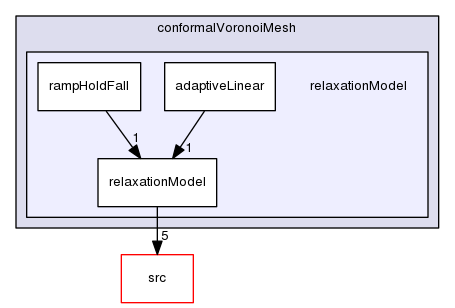 conformalVoronoiMesh
rampHoldFall
adaptiveLinear
relaxationModel
1
1
relaxationModel
5
src